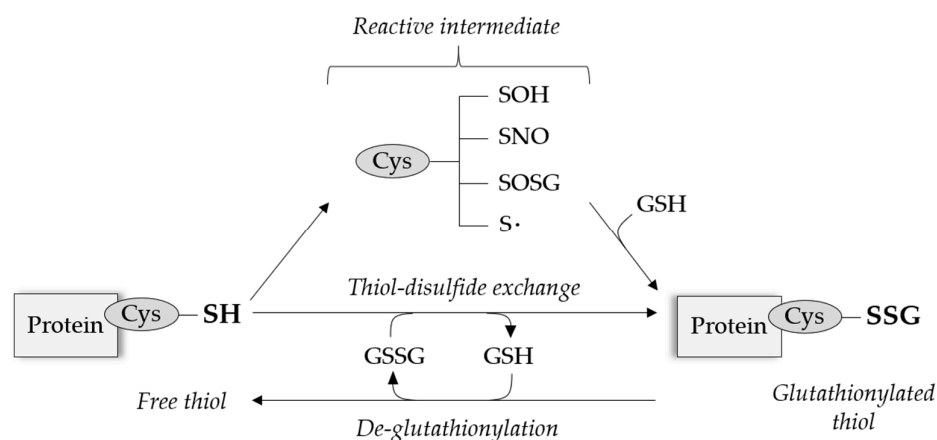 Reactive intermediate
SOH
SNO
Cys
SOSG
S·
GSH
Thiol-disulfide exchange
Protein Cys SH
Protein Cys SSG
GSSG GSH
Free thiol
Glutathionylated
thiol
De-glutathionylation